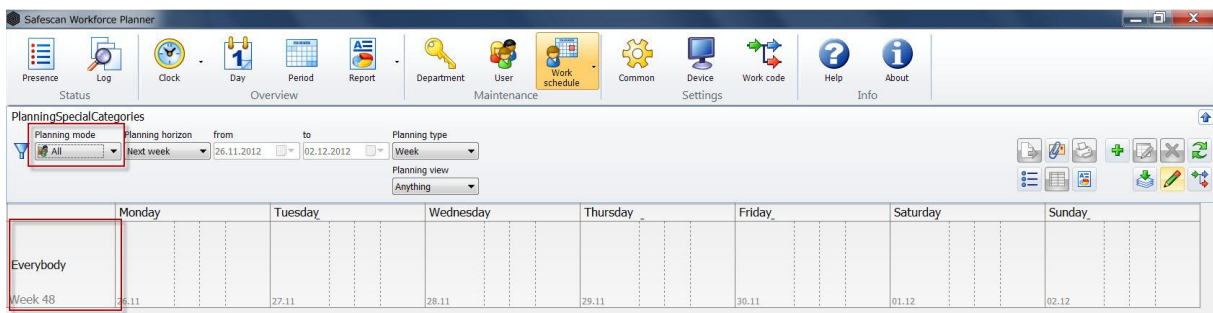 Safescan Workforce Planner
Presence Log Clock Day Period Report Department User Work schedule Common Device Work code Help About
Status Overview Maintenance Settings Info
PlanningSpecialCategories
Planning mode Planning horizon from to Planning type
All Next week 26.11.2012 02.12.2012 Week
Planning view
Anything
Monday Tuesday Wednesday Thursday Friday Saturday Sunday
Everybody
Week 48 26.11 27.11 28.11 29.11 30.11 01.12 02.12